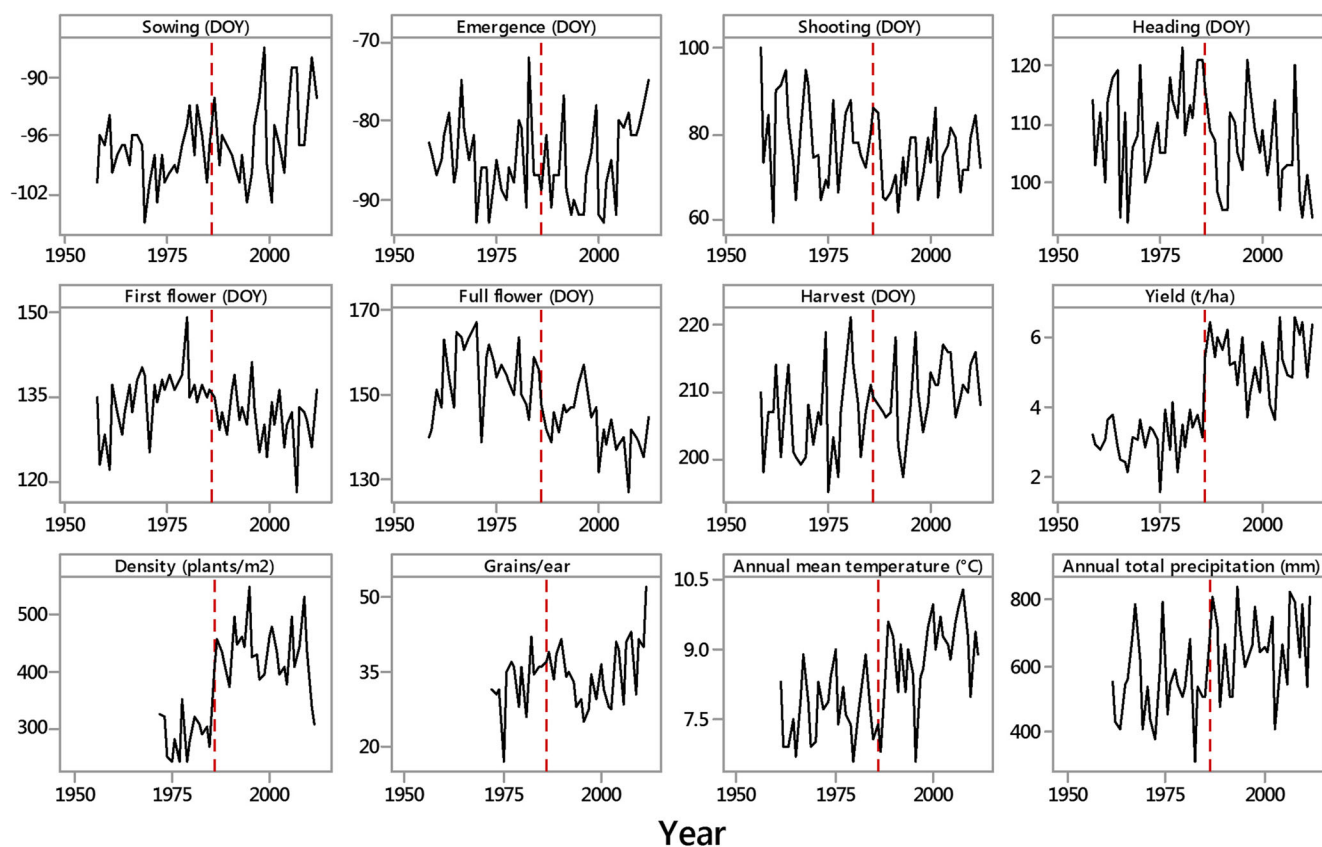 Sowing (DOY)
-90
-96
-102
1950 1975 2000
Emergence (DOY)
-70
-80
-90
1950 1975 2000
Shooting (DOY)
100
80
60
1950 1975 2000
Heading (DOY)
120
110
100
1950 1975 2000
First flower (DOY)
150
135
120
1950 1975 2000
Full flower (DOY)
170
150
130
1950 1975 2000
Harvest (DOY)
220
210
200
1950 1975 2000
Yield (t/ha)
6
4
2
1950 1975 2000
Density (plants/m2)
500
400
300
1950 1975 2000
Grains/ear
50
35
20
1950 1975 2000
Annual mean temperature (°C)
10.5
9.0
7.5
1950 1975 2000
Annual total precipitation (mm)
800
600
400
1950 1975 2000
Year